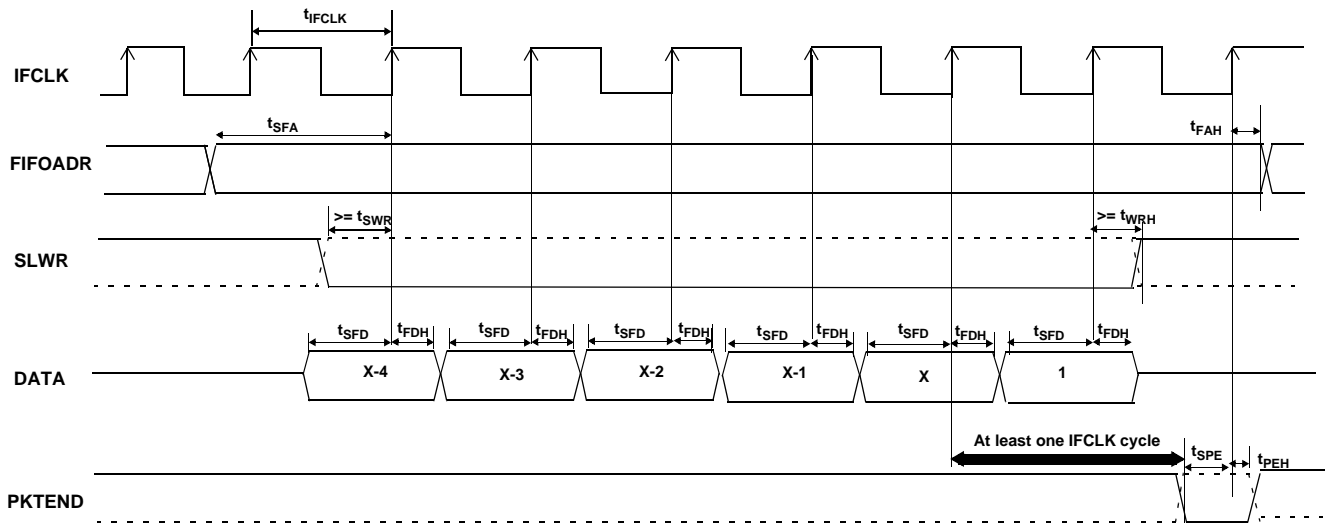 tIFCLK
IFCLK
tSFA
tFAH
FIFOADR
>= tSWR
>= tWRH
SLWR
tSFD tFDH tSFD tFDH tSFD tFDH tSFD tFDH tSFD tFDH tSFD tFDH
DATA X-4 X-3 X-2 X-1 X 1
At least one IFCLK cycle
tSPE
tPEH
PKTEND